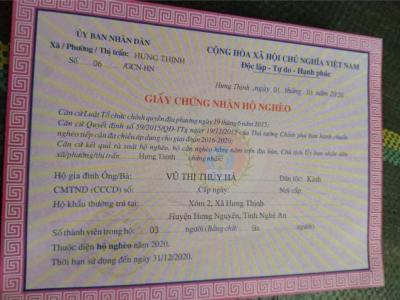 ỦY BAN NHÂN DÂN
Xã / Phường / Thị trấn: HƯNG THỊNH
Số 06 /GCN-HN
CỘNG HÒA XÃ HỘI CHỦ NGHĨA VIỆT NAM
Độc lập - Tự do - Hạnh phúc
Hưng Thịnh, ngày 01 01 2020
GIẤY CHỨNG NHẬN HỘ NGHÈO
Căn cứ Luật Tổ chức chính quyền địa phương ngày 19 tháng 6 năm 2015;
Căn cứ Quyết định số 59/2015/QĐ-TTg ngày 19/11/2015 của Thủ tướng Chính phủ ban hành chuẩn
nghèo tiếp cận đa chiều áp dụng cho giai đoạn 2016-2020;
Căn cứ kết quả rà soát hộ nghèo, hộ cận nghèo hằng năm trên địa bàn, Chủ tịch Ủy ban nhân dân
xã/phường/thị trấn Hưng Thịnh chứng nhận:
Hộ gia đình Ông/Bà: VŨ THỊ THÚY HÀ Dân tộc: Kinh
CMTND (CCCD) số: Cấp ngày: Nơi cấp
Hộ khẩu thường trú tại: Xóm 2, Xã Hưng Thịnh
Huyện Hưng Nguyên, Tỉnh Nghệ An
Số thành viên trong hộ: 03 người (Bằng chữ: Ba người)
Thuộc diện hộ nghèo năm 2020.
Thời hạn sử dụng đến ngày 31/12/2020.